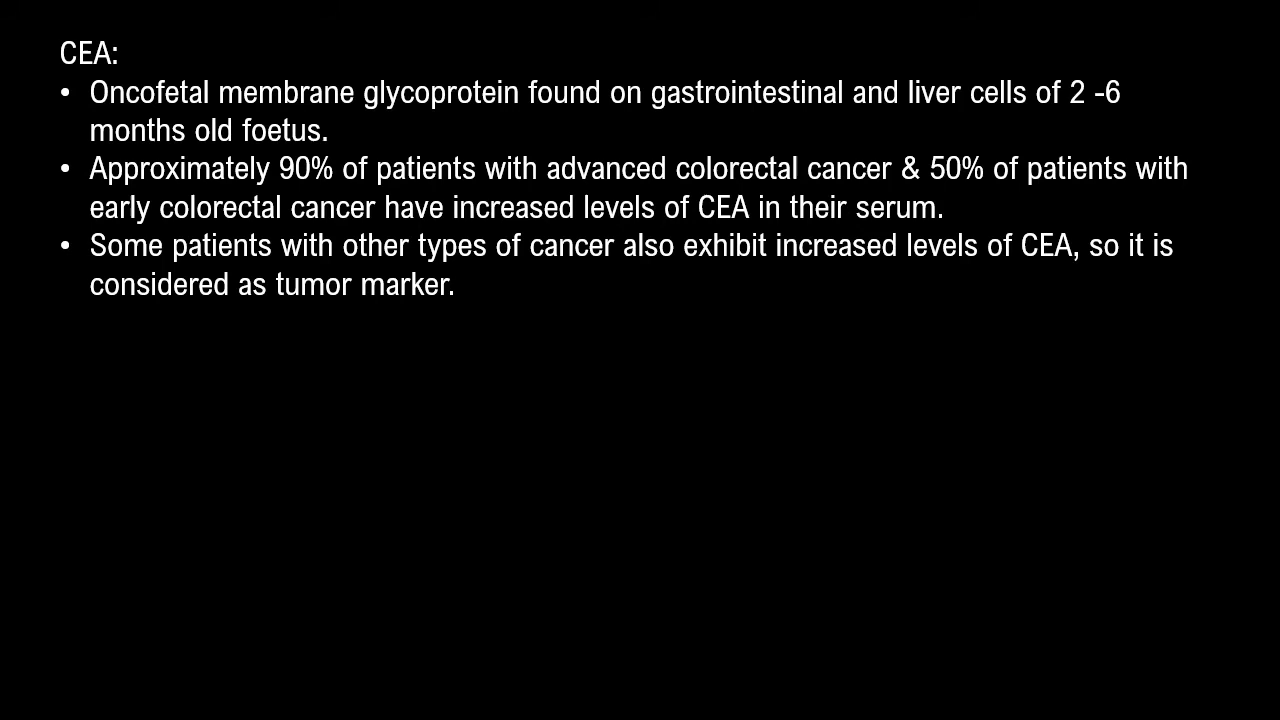 CEA:
• Oncofetal membrane glycoprotein found on gastrointestinal and liver cells of 2 -6
months old foetus.
• Approximately 90% of patients with advanced colorectal cancer & 50% of patients with
early colorectal cancer have increased levels of CEA in their serum.
• Some patients with other types of cancer also exhibit increased levels of CEA, so it is
considered as tumor marker.